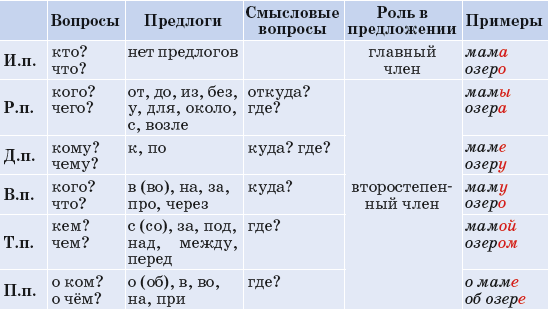 Вопросы Предлоги Смысловые вопросы Роль в предложении Примеры
И.п. кто? что? нет предлогов главный член мама озеро
Р.п. кого? чего? от, до, из, без, у, для, около, с, возле откуда? где? мамы озера
Д.п. кому? чему? к, по куда? где? маме озеру
В.п. кого? что? в (во), на, за, про, через куда? второстепен- ный член маму озеро
Т.п. кем? чем? с (со), за, под, над, между, перед где? мамой озером
П.п. о ком? о чём? о (об), в, во, на, при где? о маме об озере